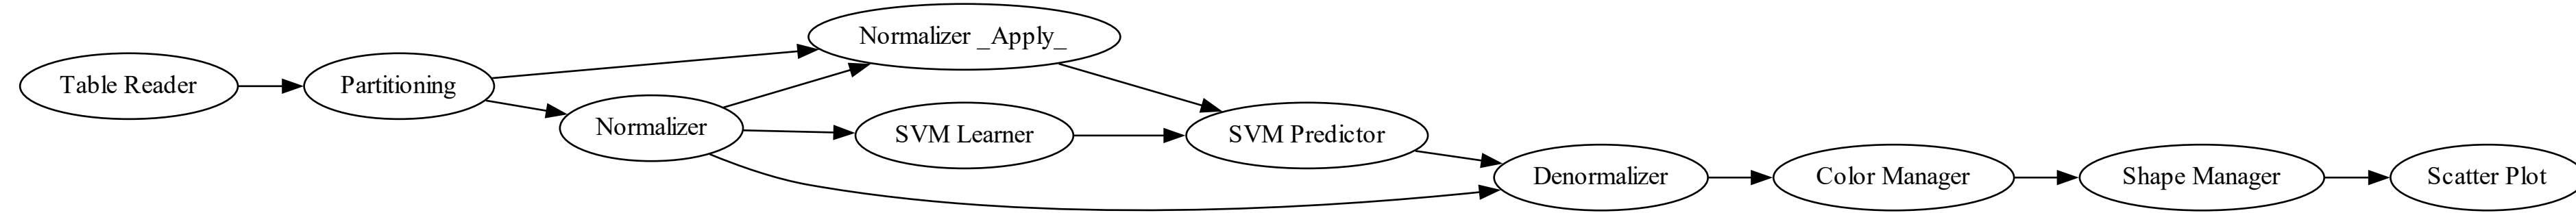 Table Reader
Partitioning
Normalizer _Apply_
Normalizer
SVM Learner
SVM Predictor
Denormalizer
Color Manager
Shape Manager
Scatter Plot